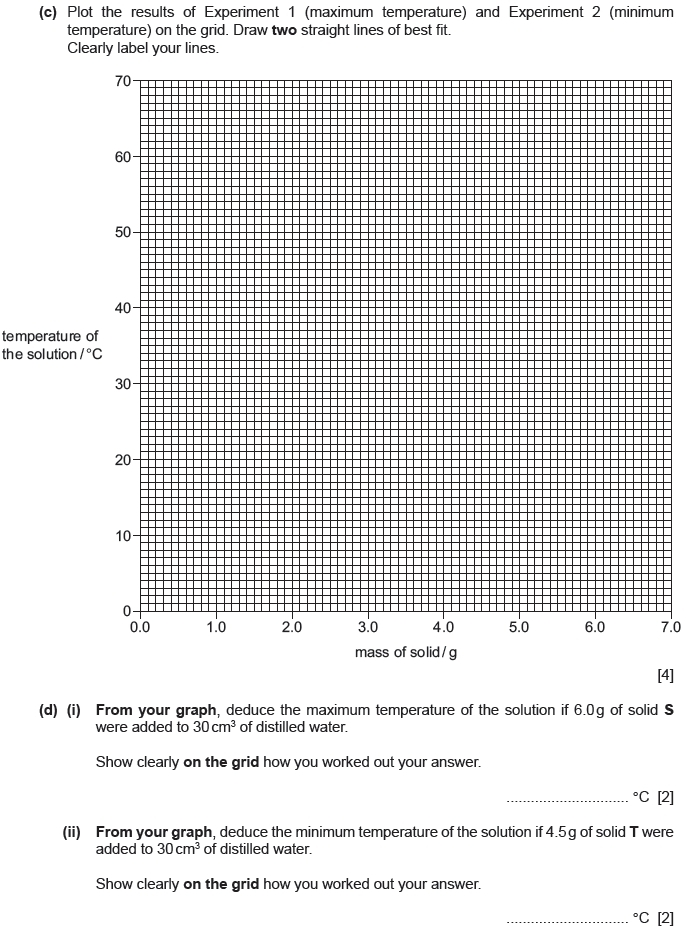 (c) Plot the results of Experiment 1 (maximum temperature) and Experiment 2 (minimum
temperature) on the grid. Draw two straight lines of best fit.
Clearly label your lines.
70
60
50
40
temperature of
the solution / °C
30
20
10
0
0.0 1.0 2.0 3.0 4.0 5.0 6.0 7.0
mass of solid / g
[4]
(d) (i) From your graph, deduce the maximum temperature of the solution if 6.0 g of solid S
were added to 30 cm³ of distilled water.
Show clearly on the grid how you worked out your answer.
.............................. °C [2]
(ii) From your graph, deduce the minimum temperature of the solution if 4.5 g of solid T were
added to 30 cm³ of distilled water.
Show clearly on the grid how you worked out your answer.
.............................. °C [2]